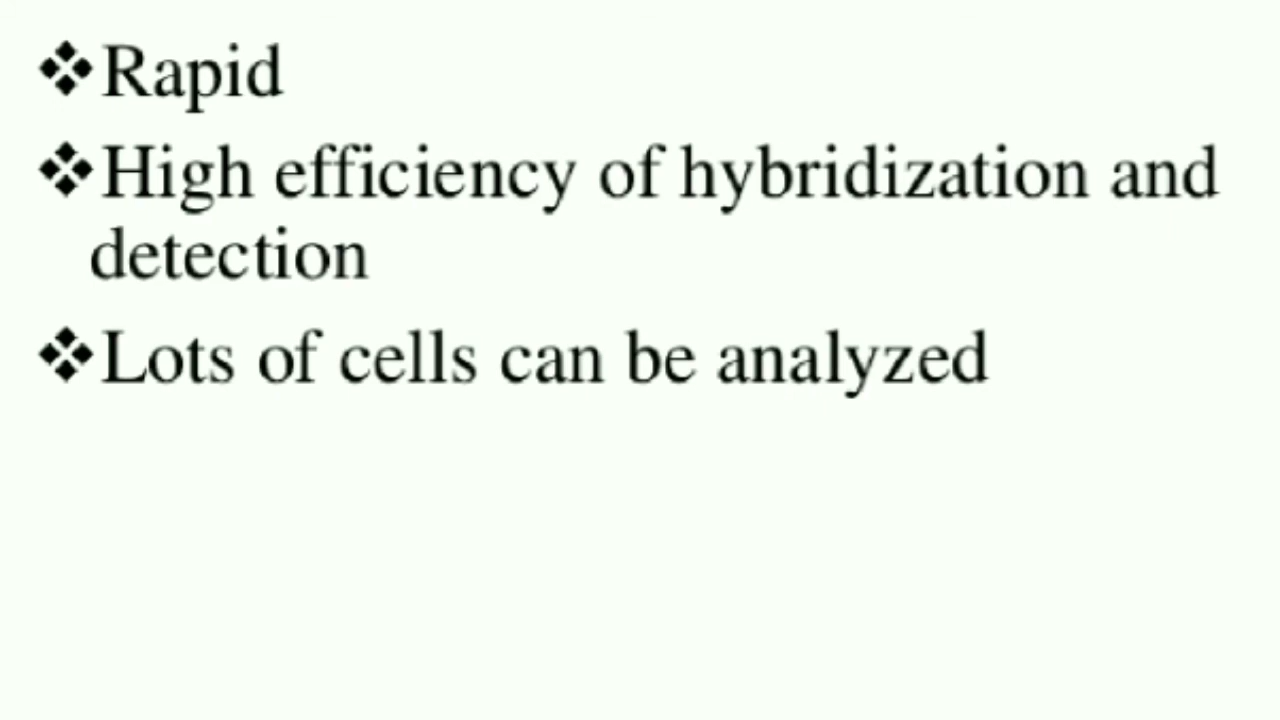 ❖Rapid
❖High efficiency of hybridization and
detection
❖Lots of cells can be analyzed